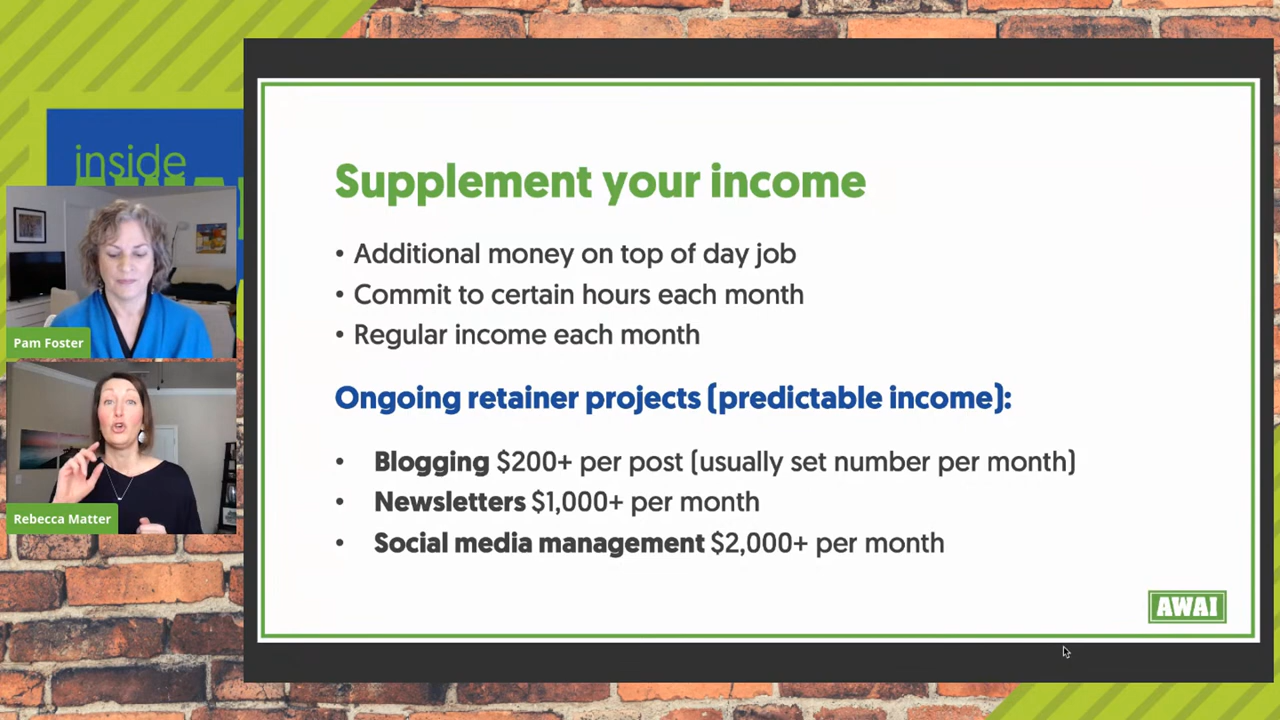 inside
Pam Foster
Rebecca Matter
Supplement your income
• Additional money on top of day job
• Commit to certain hours each month
• Regular income each month
Ongoing retainer projects (predictable income):
• Blogging $200+ per post (usually set number per month)
• Newsletters $1,000+ per month
• Social media management $2,000+ per month
AWAI